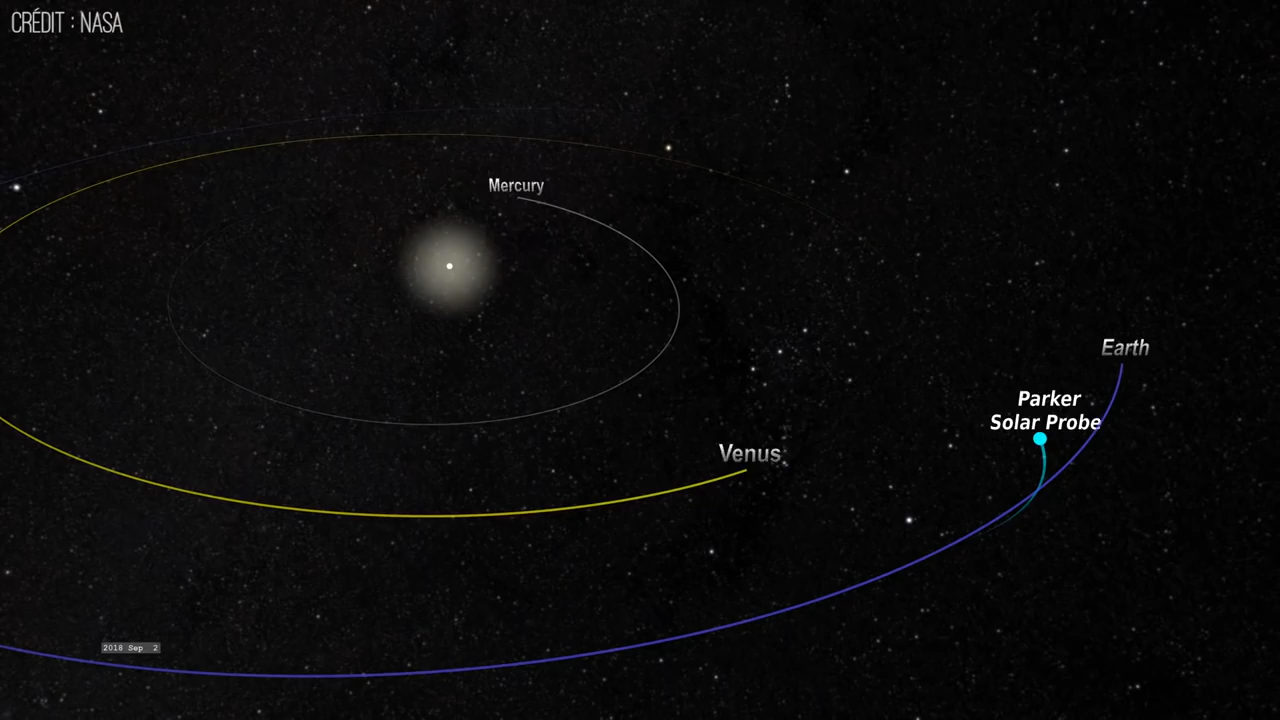 CRÉDIT : NASA
Mercury
Earth
Parker
Solar Probe
Venus
2018 Sep 2